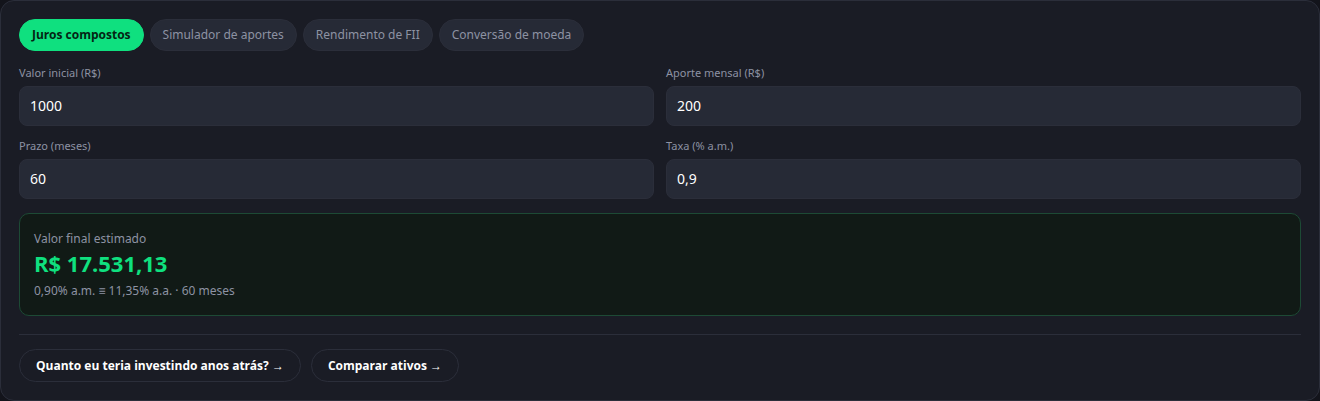 Juros compostos Simulador de aportes Rendimento de FII Conversão de moeda
Valor inicial (R$) Aporte mensal (R$)
1000 200
Prazo (meses) Taxa (% a.m.)
60 0,9
Valor final estimado
R$ 17.531,13
0,90% a.m. ≡ 11,35% a.a. · 60 meses
Quanto eu teria investindo anos atrás? → Comparar ativos →